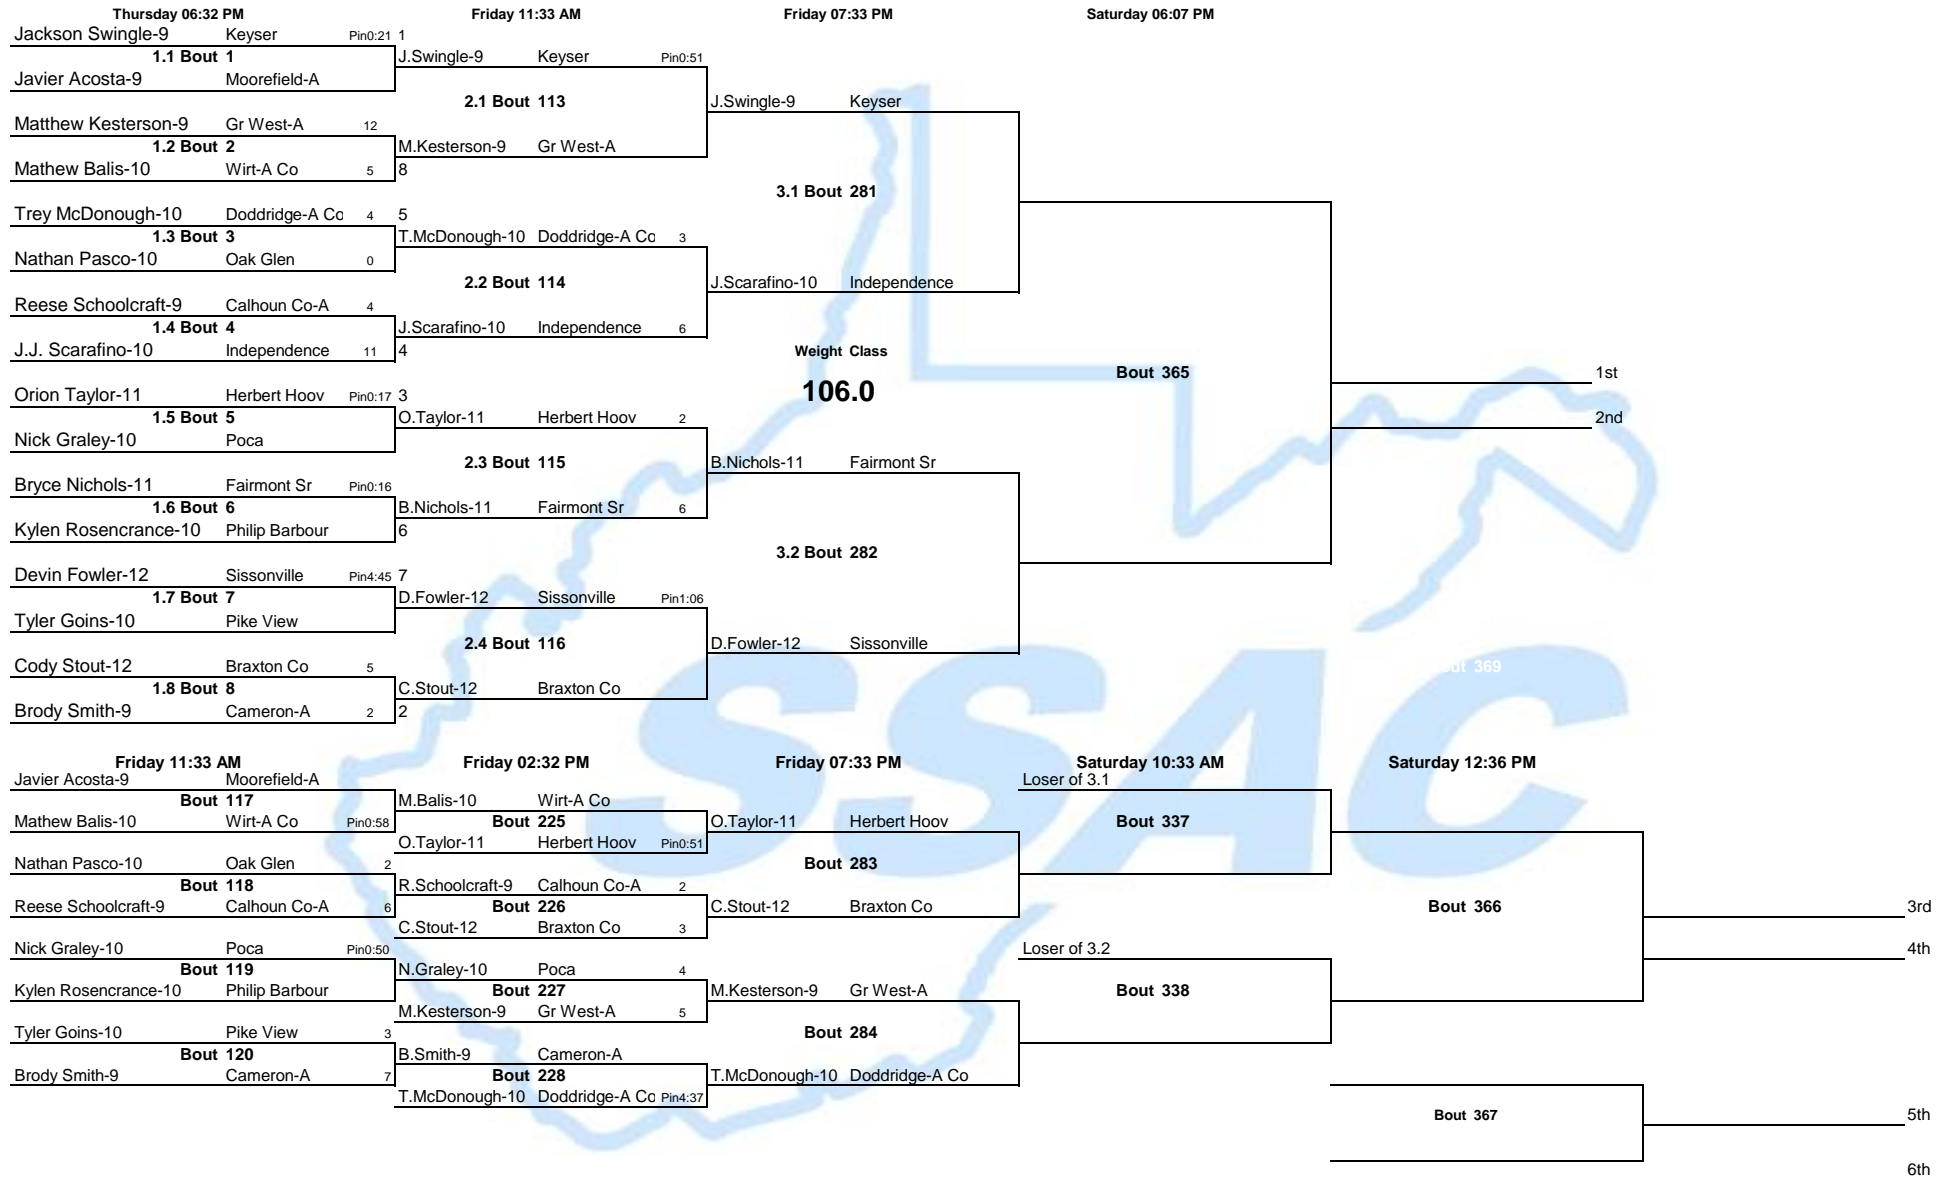 Thursday 06:32 PM Friday 11:33 AM Friday 07:33 PM Saturday 06:07 PM
Jackson Swingle-9 Keyser Pin0:21 1
1.1 Bout 1 J.Swingle-9 Keyser Pin0:51
Javier Acosta-9 Moorefield-A
2.1 Bout 113 J.Swingle-9 Keyser
Matthew Kesterson-9 Gr West-A 12
1.2 Bout 2 M.Kesterson-9 Gr West-A
Mathew Balis-10 Wirt-A Co 5 8
3.1 Bout 281
Trey McDonough-10 Doddridge-A Co 4 5
1.3 Bout 3 T.McDonough-10 Doddridge-A Co 3
Nathan Pasco-10 Oak Glen 0
2.2 Bout 114 J.Scarafino-10 Independence
Reese Schoolcraft-9 Calhoun Co-A 4
1.4 Bout 4 J.Scarafino-10 Independence 6
J.J. Scarafino-10 Independence 11 4 Weight Class
Bout 365 1st
Orion Taylor-11 Herbert Hoov Pin0:17 3 106.0
1.5 Bout 5 O.Taylor-11 Herbert Hoov 2 2nd
Nick Graley-10 Poca
2.3 Bout 115 B.Nichols-11 Fairmont Sr
Bryce Nichols-11 Fairmont Sr Pin0:16
1.6 Bout 6 B.Nichols-11 Fairmont Sr 6
Kylen Rosencrance-10 Philip Barbour 6
3.2 Bout 282
Devin Fowler-12 Sissonville Pin4:45 7
1.7 Bout 7 D.Fowler-12 Sissonville Pin1:06
Tyler Goins-10 Pike View
2.4 Bout 116 D.Fowler-12 Sissonville
Cody Stout-12 Braxton Co 5 369
1.8 Bout 8 C.Stout-12 Braxton Co
Brody Smith-9 Cameron-A 2 2
SSAC
Friday 11:33 AM Friday 02:32 PM Friday 07:33 PM Saturday 10:33 AM Saturday 12:36 PM
Javier Acosta-9 Moorefield-A Loser of 3.1
Bout 117 M.Balis-10 Wirt-A Co
Mathew Balis-10 Wirt-A Co Pin0:58 Bout 225 O.Taylor-11 Herbert Hoov Bout 337
O.Taylor-11 Herbert Hoov Pin0:51
Nathan Pasco-10 Oak Glen 2 Bout 283
Bout 118 R.Schoolcraft-9 Calhoun Co-A 2
Reese Schoolcraft-9 Calhoun Co-A 6 Bout 226 C.Stout-12 Braxton Co Bout 366 3rd
C.Stout-12 Braxton Co 3
Nick Graley-10 Poca Pin0:50 Loser of 3.2 4th
Bout 119 N.Graley-10 Poca 4
Kylen Rosencrance-10 Philip Barbour Bout 227 M.Kesterson-9 Gr West-A Bout 338
M.Kesterson-9 Gr West-A 5
Tyler Goins-10 Pike View 3 Bout 284
Bout 120 B.Smith-9 Cameron-A
Brody Smith-9 Cameron-A 7 Bout 228 T.McDonough-10 Doddridge-A Co
T.McDonough-10 Doddridge-A Co Pin4:37
Bout 367 5th
6th